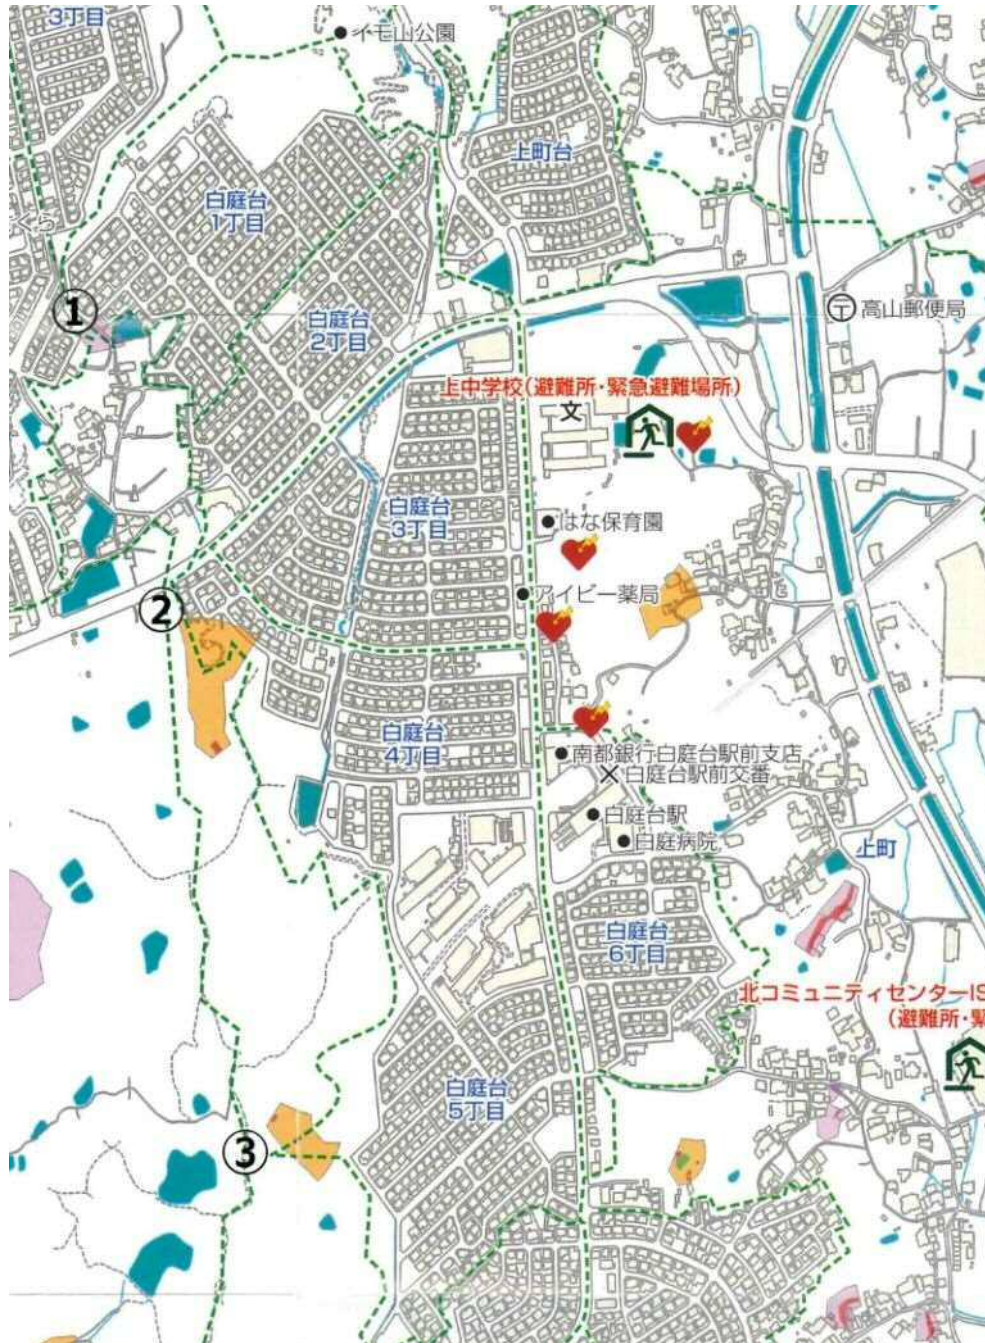 3丁目
イモ山公園
上町台
白庭台
1丁目
くら
①
白庭台
2丁目
高山郵便局
上中学校(避難所・緊急避難場所)
文
白庭台
3丁目
はな保育園
アイビー薬局
②
白庭台
4丁目
南都銀行白庭台駅前支店
白庭台駅前交番
白庭台駅
白庭病院
上町
白庭台
6丁目
北コミュニティセンターIS
(避難所・緊
白庭台
5丁目
③